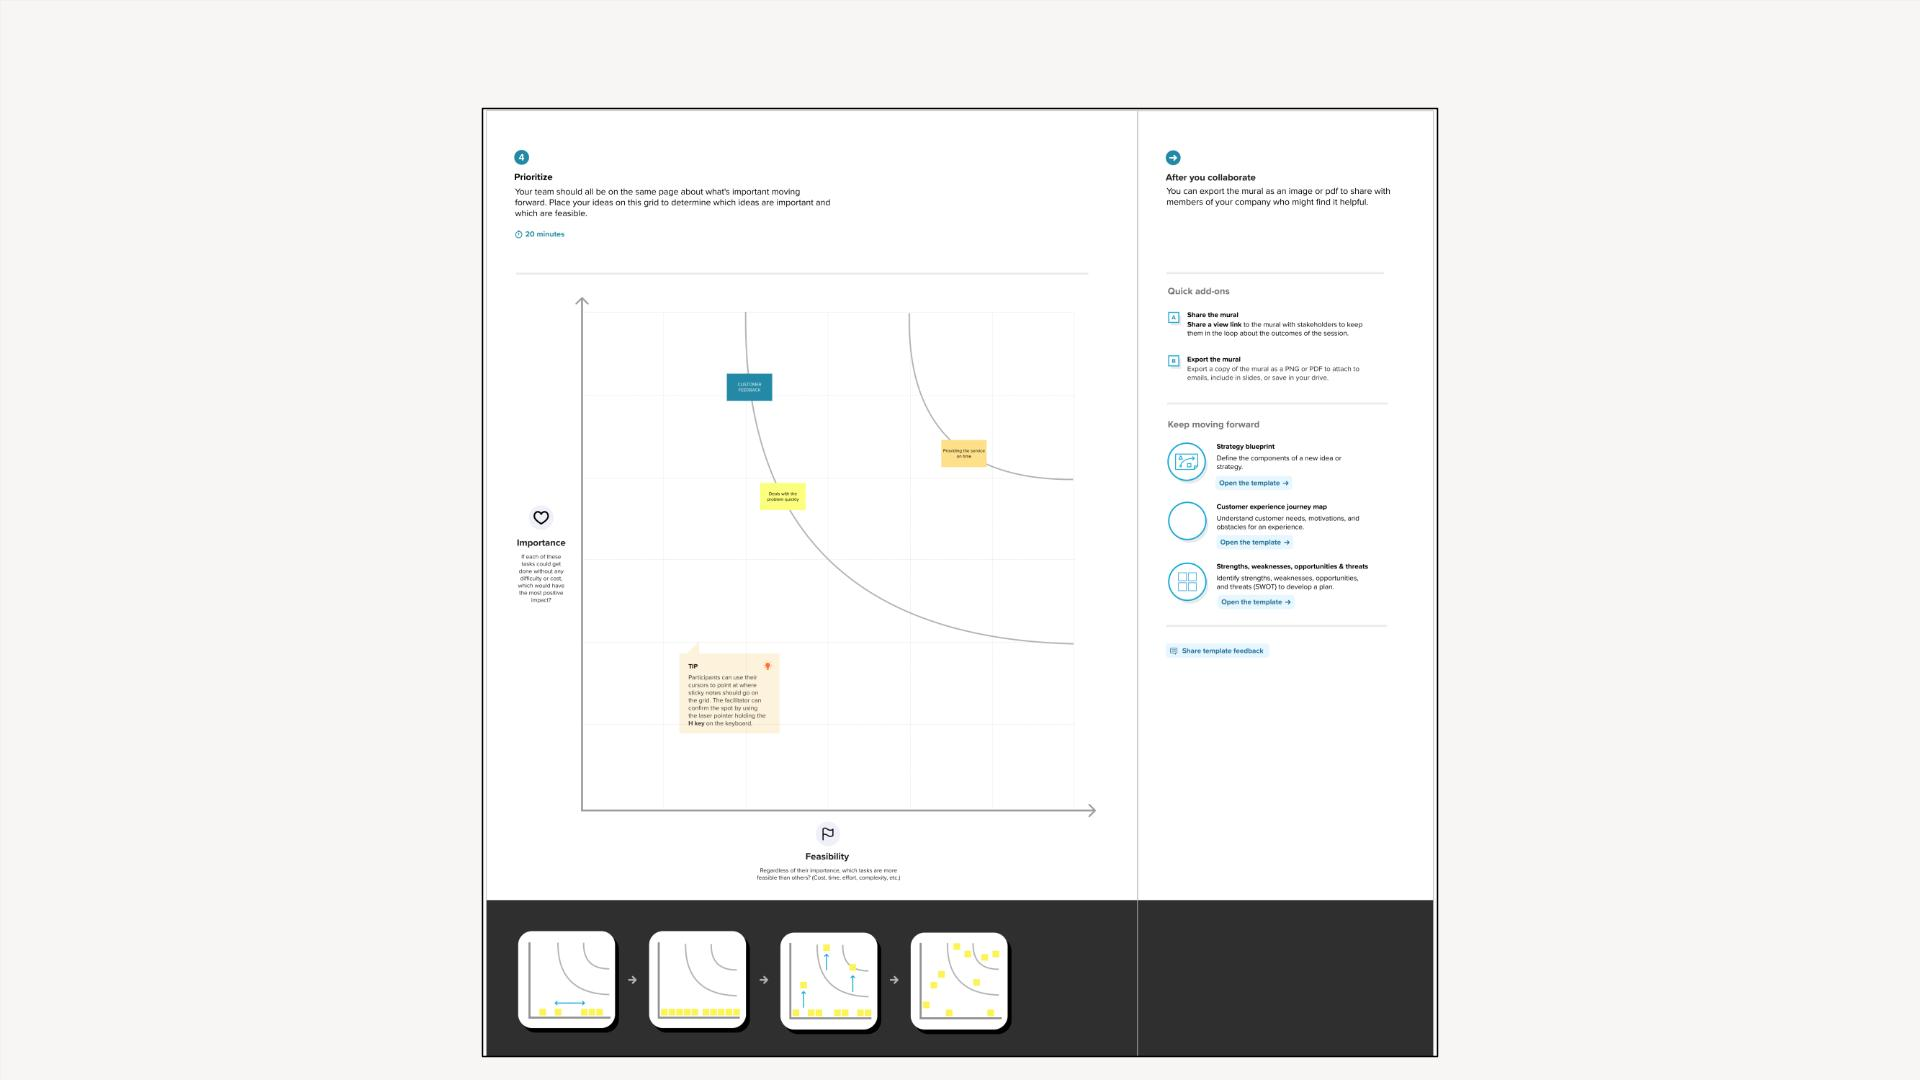 4
Prioritize
Your team should all be on the same page about what's important moving
forward. Place your ideas on this grid to determine which ideas are important and
which are feasible.
20 minutes
CUSTOMER
FEEDBACK
Providing the service
on time
Deals with the
problem quickly
Importance
If each of these
tasks could get
done without any
difficulty or cost,
which would have
the most positive
impact?
TIP
Participants can use their
cursors to point at where
sticky notes should go on
the grid. The facilitator can
confirm the spot by using
the laser pointer holding the
H key on the keyboard.
Feasibility
Regardless of their importance, which tasks are more
feasible than others? (Cost, time, effort, complexity, etc.)
After you collaborate
You can export the mural as an image or pdf to share with
members of your company who might find it helpful.
Quick add-ons
A
Share the mural
Share a view link to the mural with stakeholders to keep
them in the loop about the outcomes of the session.
B
Export the mural
Export a copy of the mural as a PNG or PDF to attach to
emails, include in slides, or save in your drive.
Keep moving forward
Strategy blueprint
Define the components of a new idea or
strategy.
Open the template →
Customer experience journey map
Understand customer needs, motivations, and
obstacles for an experience.
Open the template →
Strengths, weaknesses, opportunities & threats
Identify strengths, weaknesses, opportunities,
and threats (SWOT) to develop a plan.
Open the template →
Share template feedback